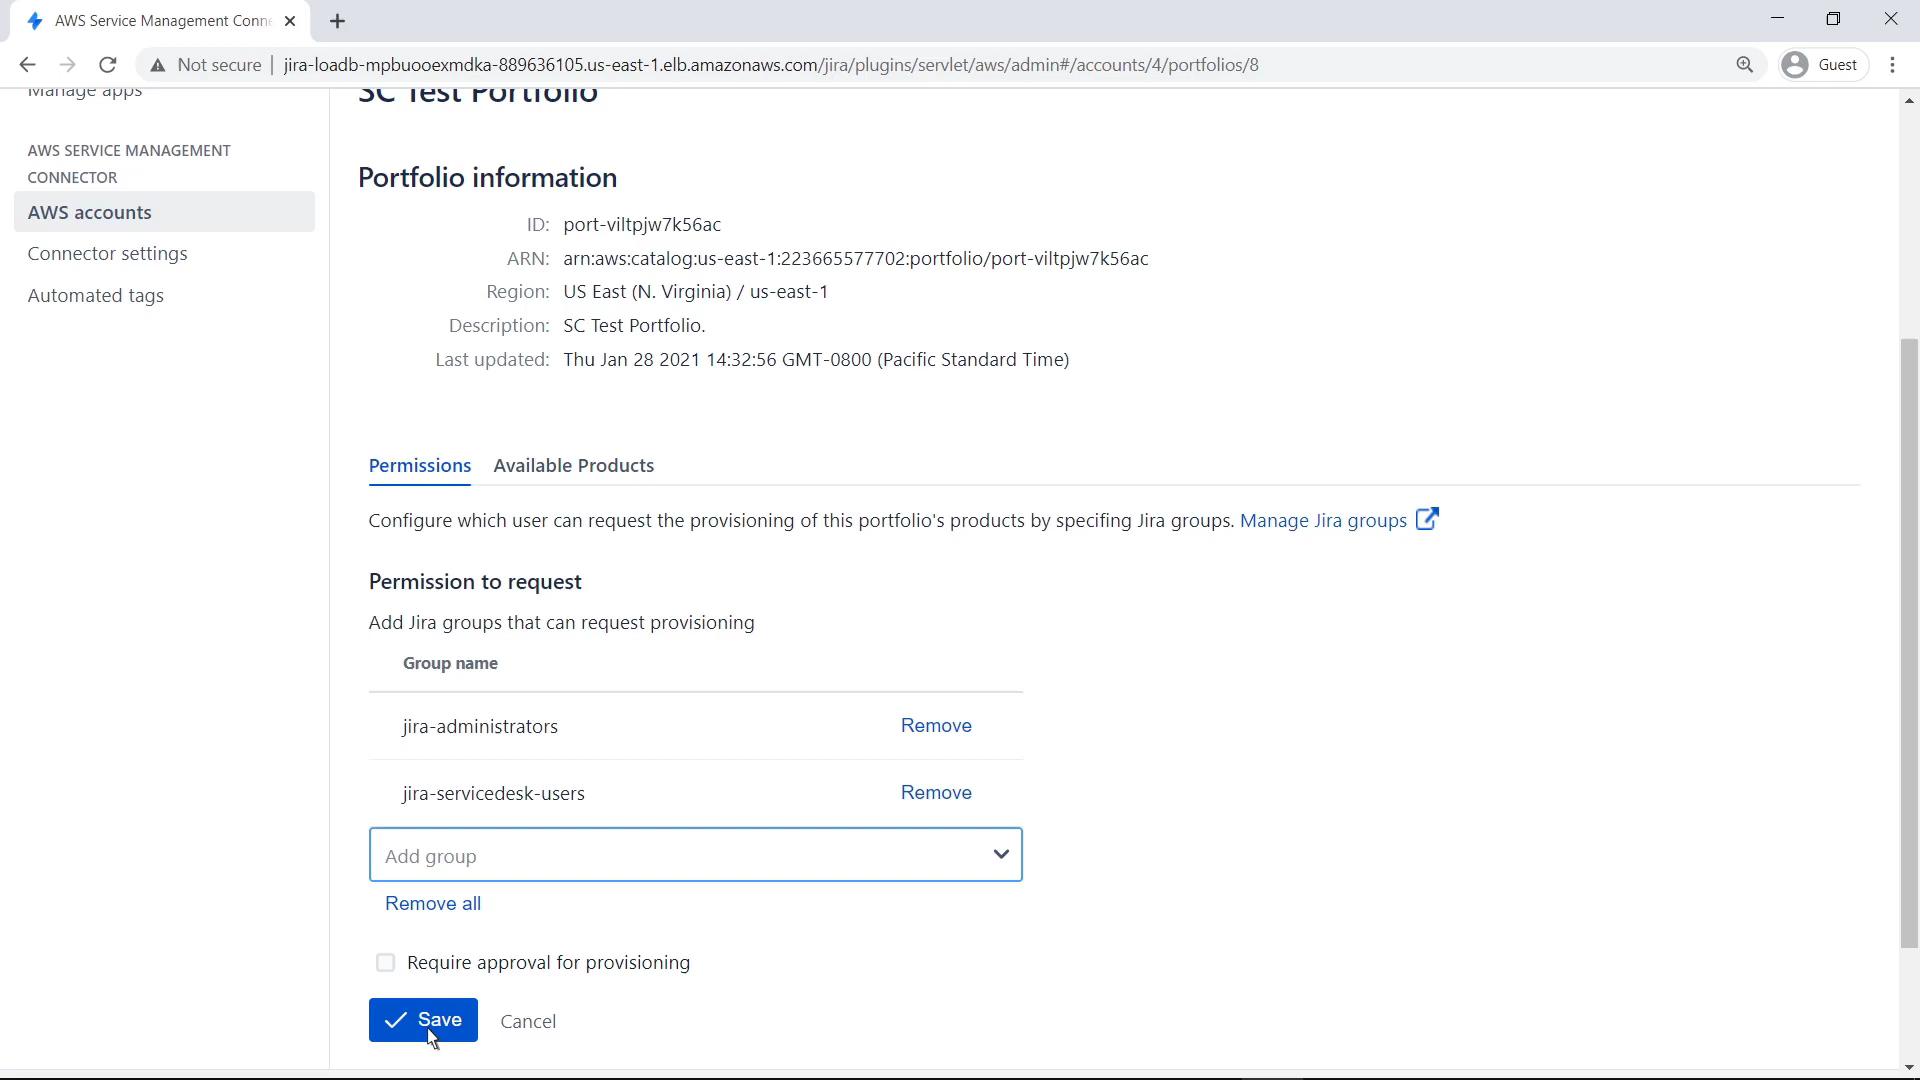 AWS Service Management Conne
Not secure
jira-loadb-mpbuooexmdka-889636105.us-east-1.elb.amazonaws.com/jira/plugins/servlet/aws/admin#/accounts/4/portfolios/8
Guest
Manage apps
AWS SERVICE MANAGEMENT
CONNECTOR
AWS accounts
Connector settings
Automated tags
SC Test Portfolio
Portfolio information
ID: port-viltpjw7k56ac
ARN: arn:aws:catalog:us-east-1:223665577702:portfolio/port-viltpjw7k56ac
Region: US East (N. Virginia) / us-east-1
Description: SC Test Portfolio.
Last updated: Thu Jan 28 2021 14:32:56 GMT-0800 (Pacific Standard Time)
Permissions Available Products
Configure which user can request the provisioning of this portfolio's products by specifing Jira groups. Manage Jira groups
Permission to request
Add Jira groups that can request provisioning
Group name
jira-administrators Remove
jira-servicedesk-users Remove
Add group
Remove all
Require approval for provisioning
Save Cancel